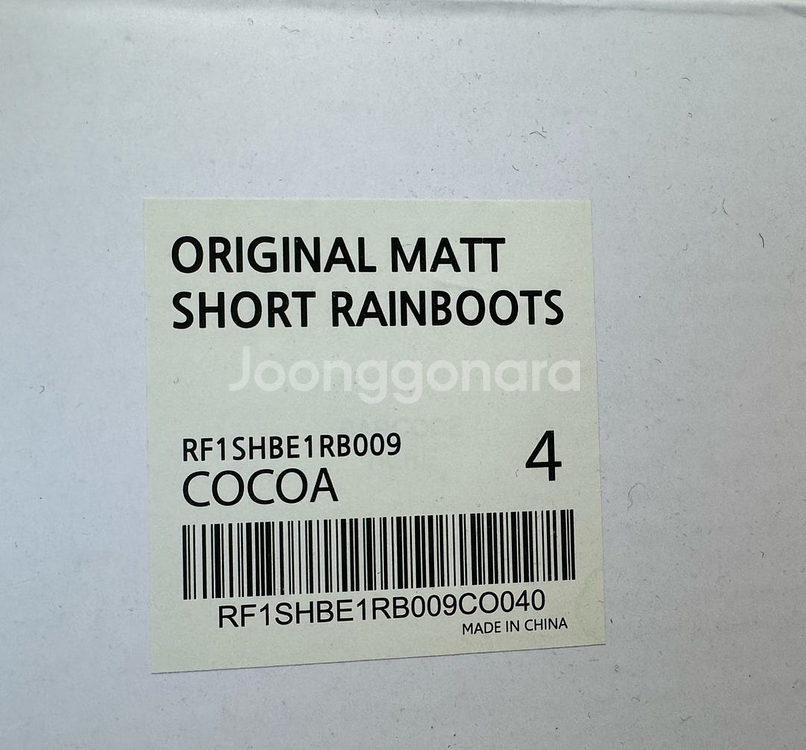 ORIGINAL MATT
SHORT RAINBOOTS
Joonggonara
RF1SHBE1RB009
COCOA
4
RF1SHBE1RB009CO040
MADE IN CHINA